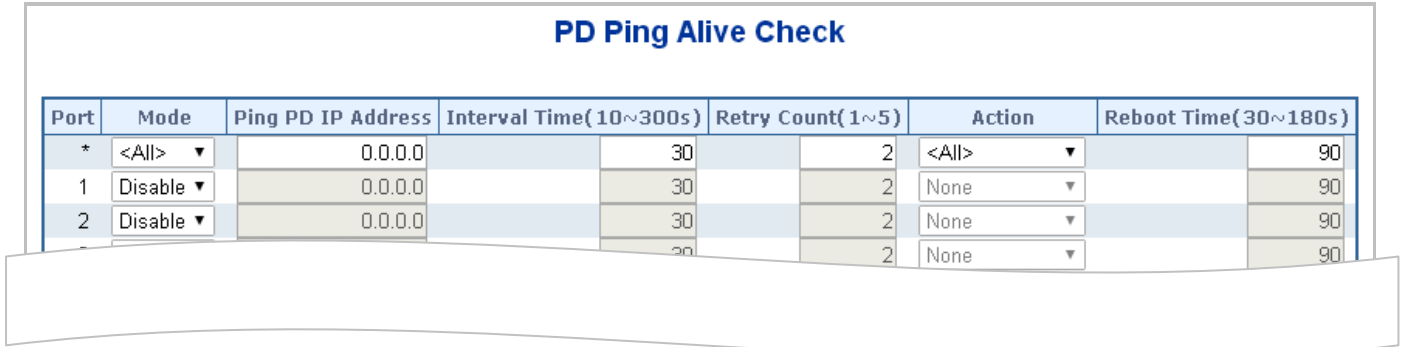 PD Ping Alive Check
Port Mode Ping PD IP Address Interval Time(10~300s) Retry Count(1~5) Action Reboot Time(30~180s)
* <All> 0.0.0.0 30 2 <All> 90
1 Disable 0.0.0.0 30 2 None 90
2 Disable 0.0.0.0 30 2 None 90
30 2 None 90